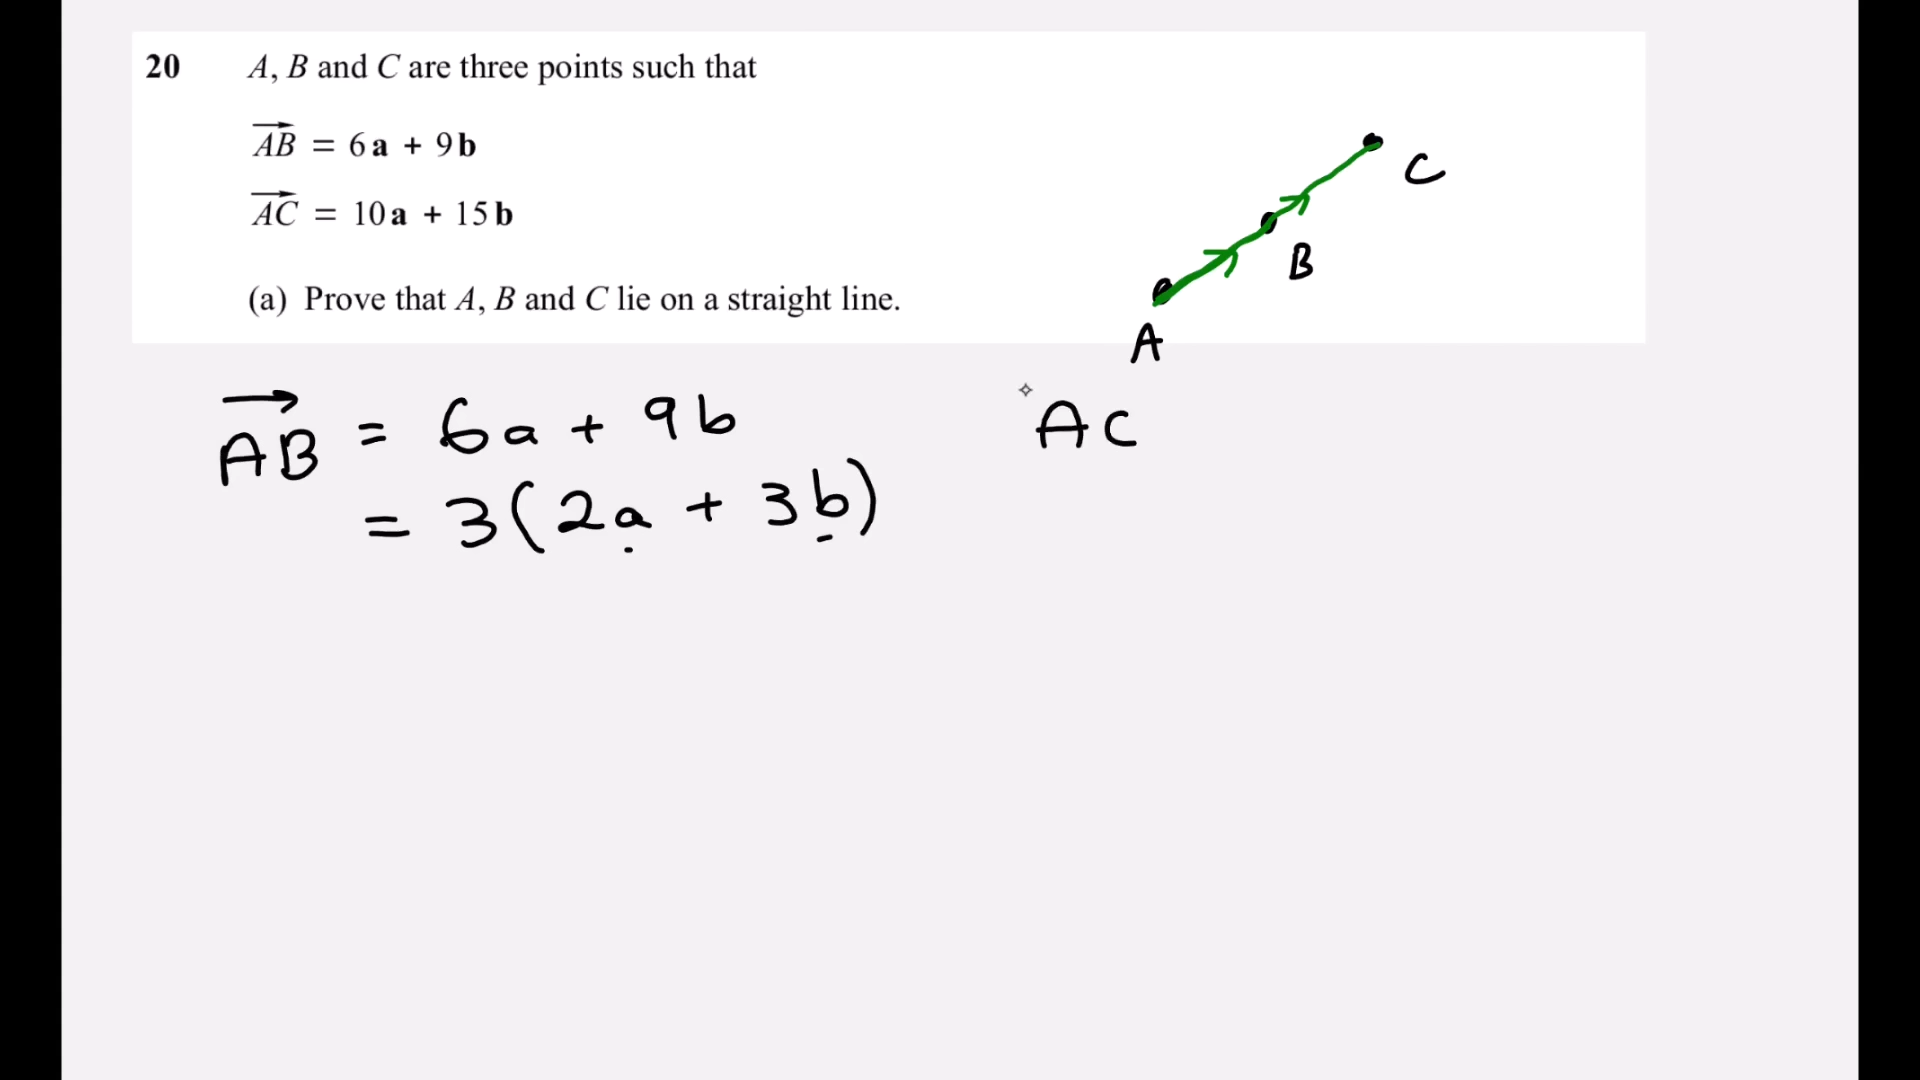 20 A, B and C are three points such that
AB = 6a + 9b
AC = 10a + 15b
(a) Prove that A, B and C lie on a straight line.
C
B
A
AB = 6a + 9b
= 3(2a + 3b)
AC